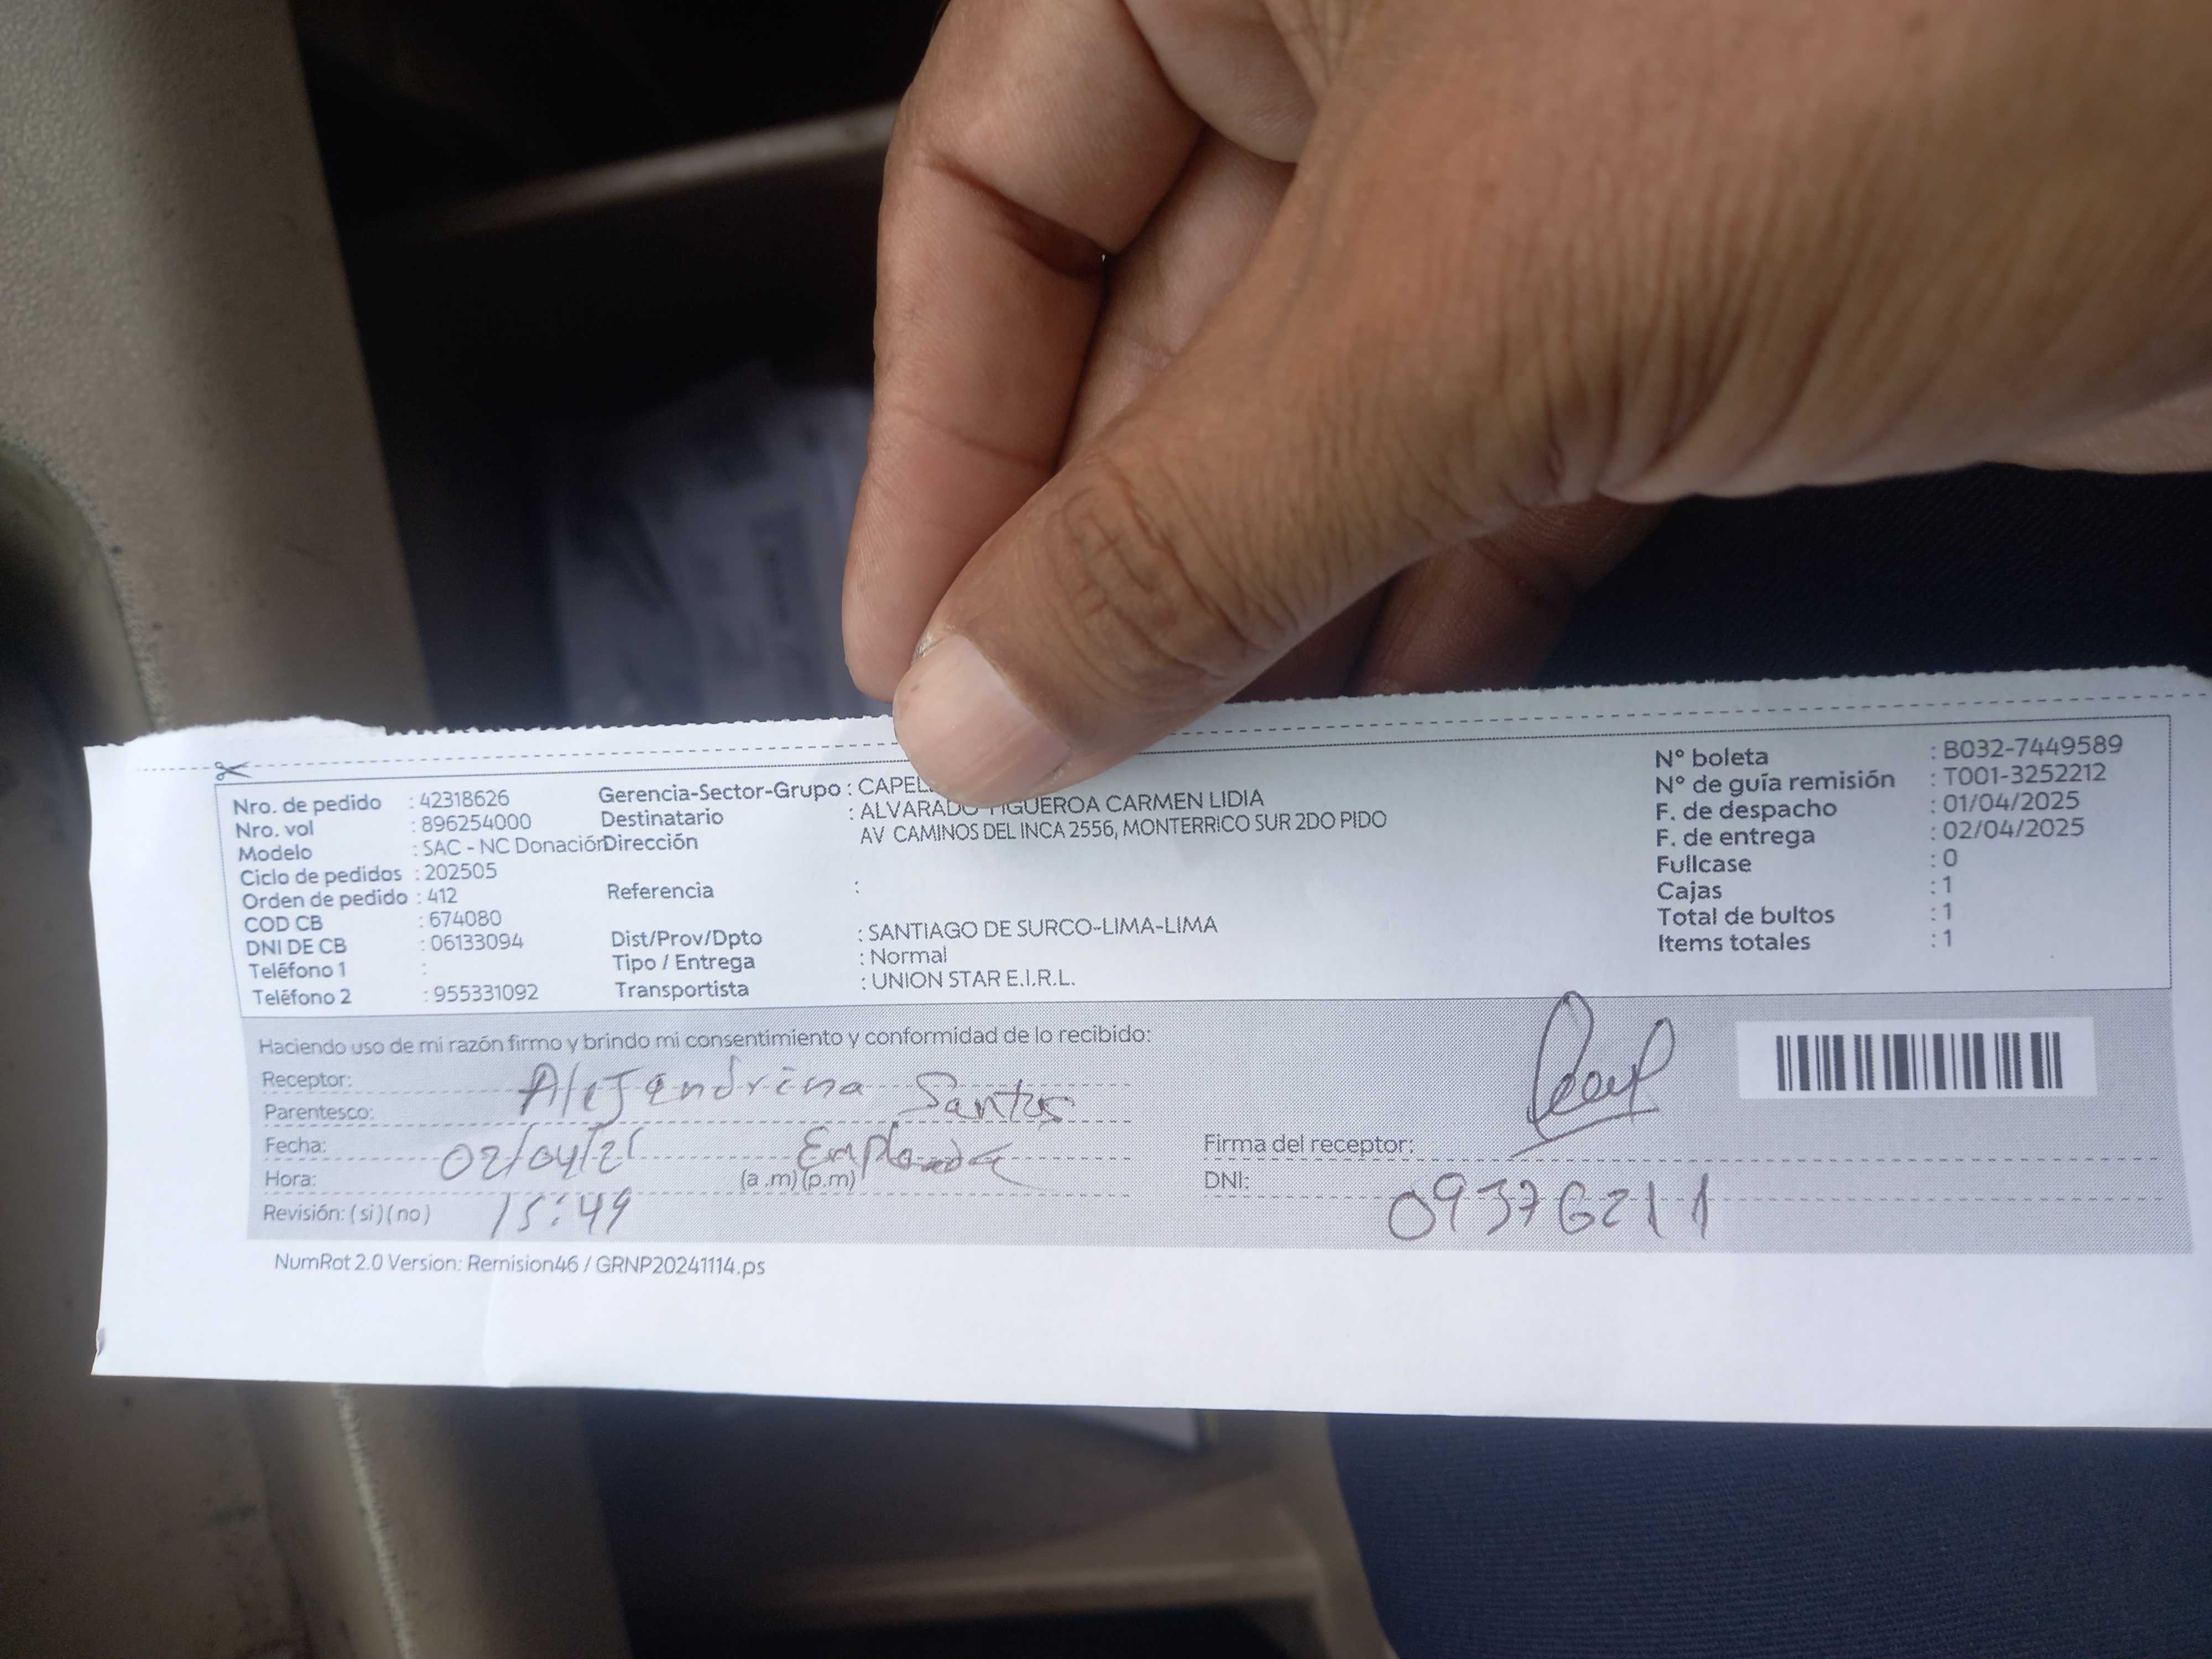 Nro. de pedido : 42318626
Nro. vol : 896254000
Modelo : SAC - NC Donación
Ciclo de pedidos : 202505
Orden de pedido : 412
COD CB : 674080
DNI DE CB : 06133094
Teléfono 1 :
Teléfono 2 : 955331092
Gerencia-Sector-Grupo :
Destinatario : ALVARADO FIGUEROA CARMEN LIDIA
Dirección AV CAMINOS DEL INCA 2556, MONTERRICO SUR 2DO PIDO
Referencia :
Dist/Prov/Dpto : SANTIAGO DE SURCO-LIMA-LIMA
Tipo / Entrega : Normal
Transportista : UNION STAR E.I.R.L.
N° boleta : B032-7449589
N° de guía remisión : T001-3252212
F. de despacho : 01/04/2025
F. de entrega : 02/04/2025
Fullcase : 0
Cajas : 1
Total de bultos : 1
Items totales : 1
Haciendo uso de mi razón firmo y brindo mi consentimiento y conformidad de lo recibido:
Receptor: Alejandrina Santos
Parentesco:
Fecha: 02/04/25
Hora: (a .m) (p.m)
Revisión: ( si ) ( no ) 15:49
Firma del receptor:
DNI: 09376211
NumRot 2.0 Version: Remision46 / GRNP20241114.ps